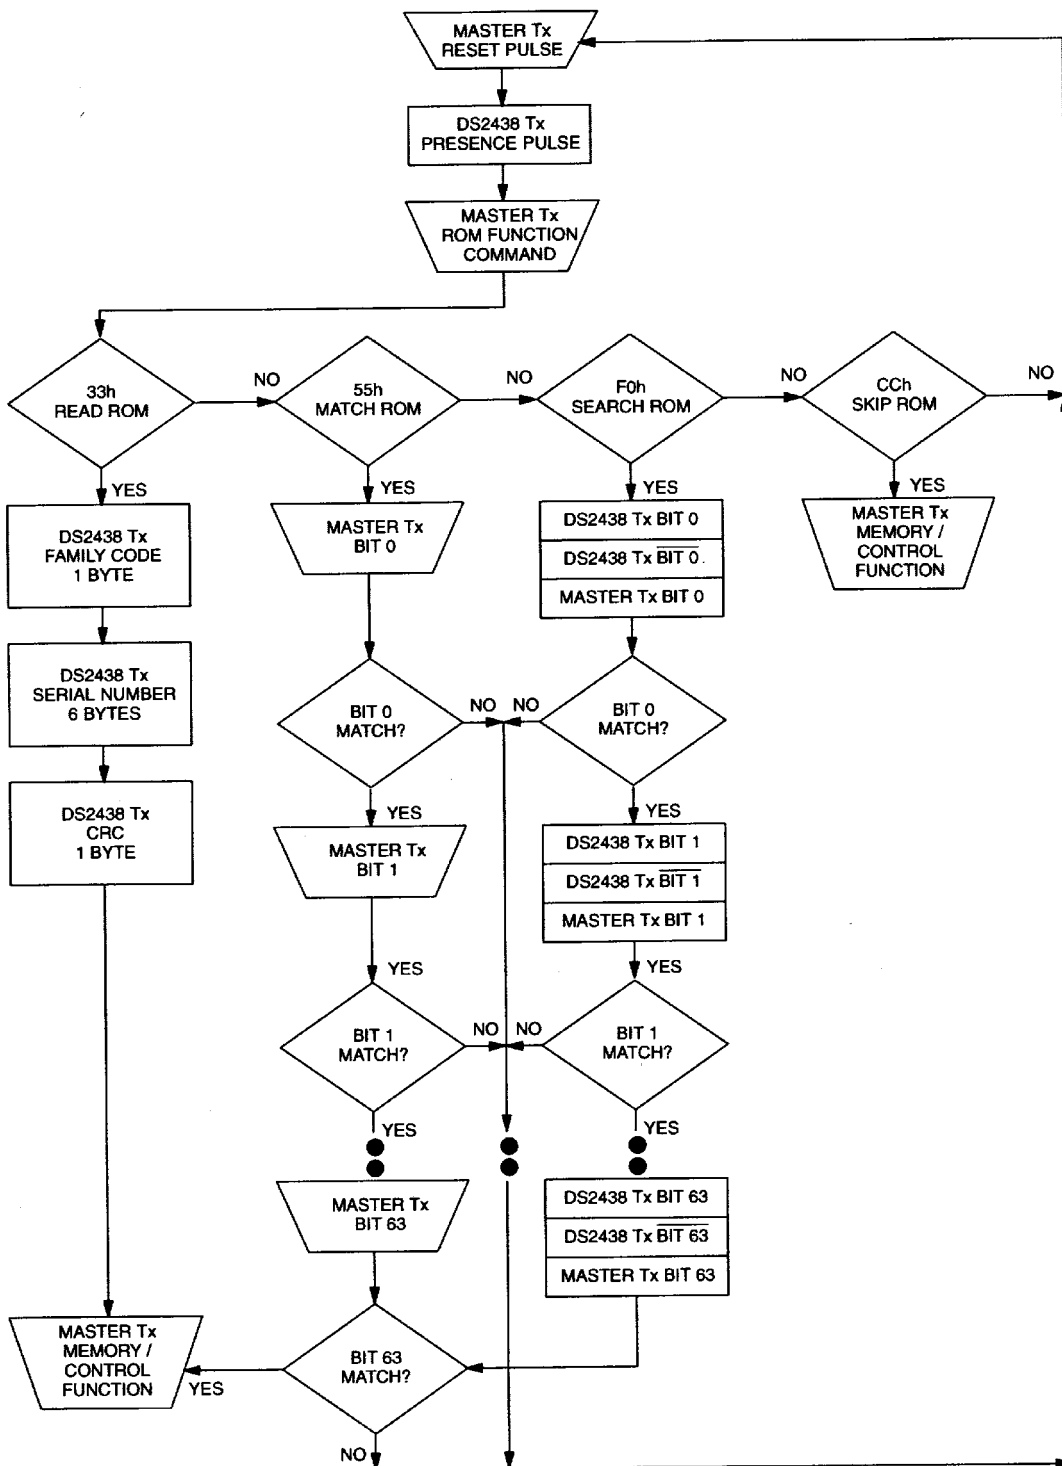 MASTER Tx
RESET PULSE
DS2438 Tx
PRESENCE PULSE
MASTER Tx
ROM FUNCTION
COMMAND
33h
READ ROM
NO
55h
MATCH ROM
NO
F0h
SEARCH ROM
NO
CCh
SKIP ROM
NO
YES
DS2438 Tx
FAMILY CODE
1 BYTE
DS2438 Tx
SERIAL NUMBER
6 BYTES
DS2438 Tx
CRC
1 BYTE
YES
MASTER Tx
BIT 0
BIT 0
MATCH?
NO
YES
MASTER Tx
BIT 1
YES
BIT 1
MATCH?
NO
YES
MASTER Tx
BIT 63
BIT 63
MATCH?
YES
NO
MASTER Tx
MEMORY /
CONTROL
FUNCTION
YES
DS2438 Tx BIT 0
DS2438 Tx B̅I̅T̅ ̅0̅
MASTER Tx BIT 0
NO
BIT 0
MATCH?
YES
DS2438 Tx BIT 1
DS2438 Tx B̅I̅T̅ ̅1̅
MASTER Tx BIT 1
YES
NO
BIT 1
MATCH?
YES
DS2438 Tx BIT 63
DS2438 Tx B̅I̅T̅ ̅6̅3̅
MASTER Tx BIT 63
YES
MASTER Tx
MEMORY /
CONTROL
FUNCTION